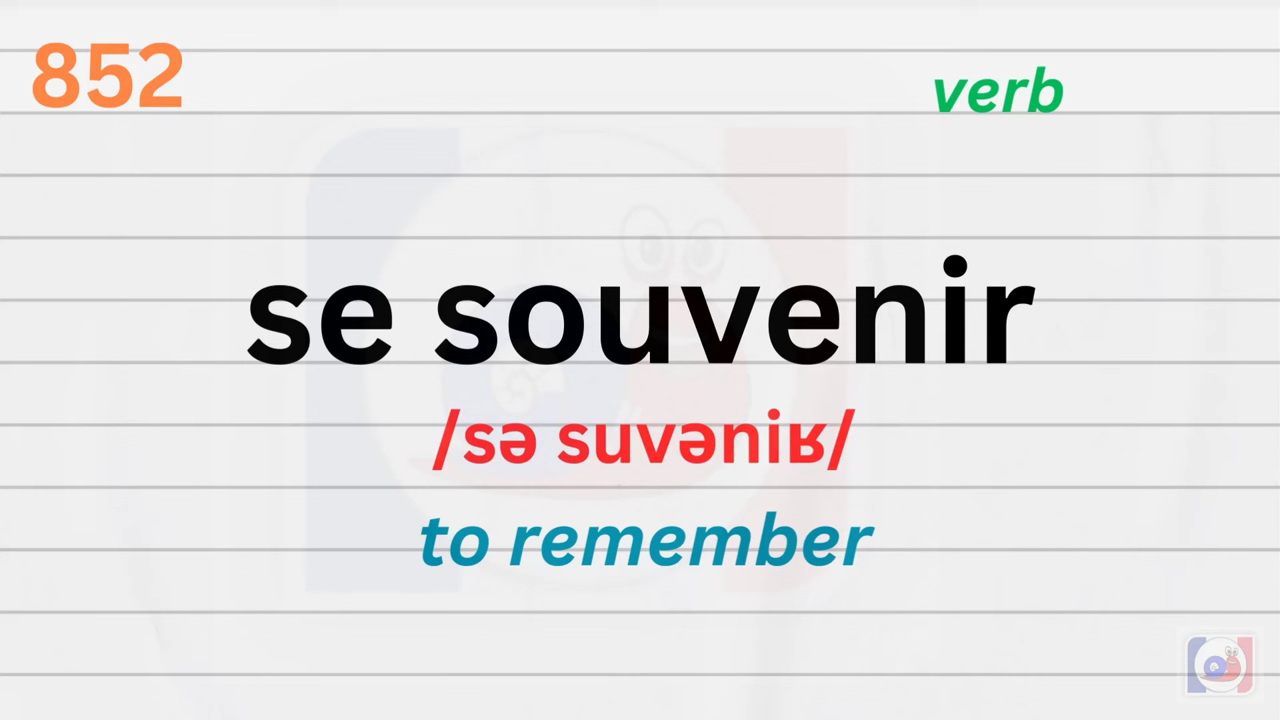 852
verb
se souvenir
/sə suvəniʁ/
to remember